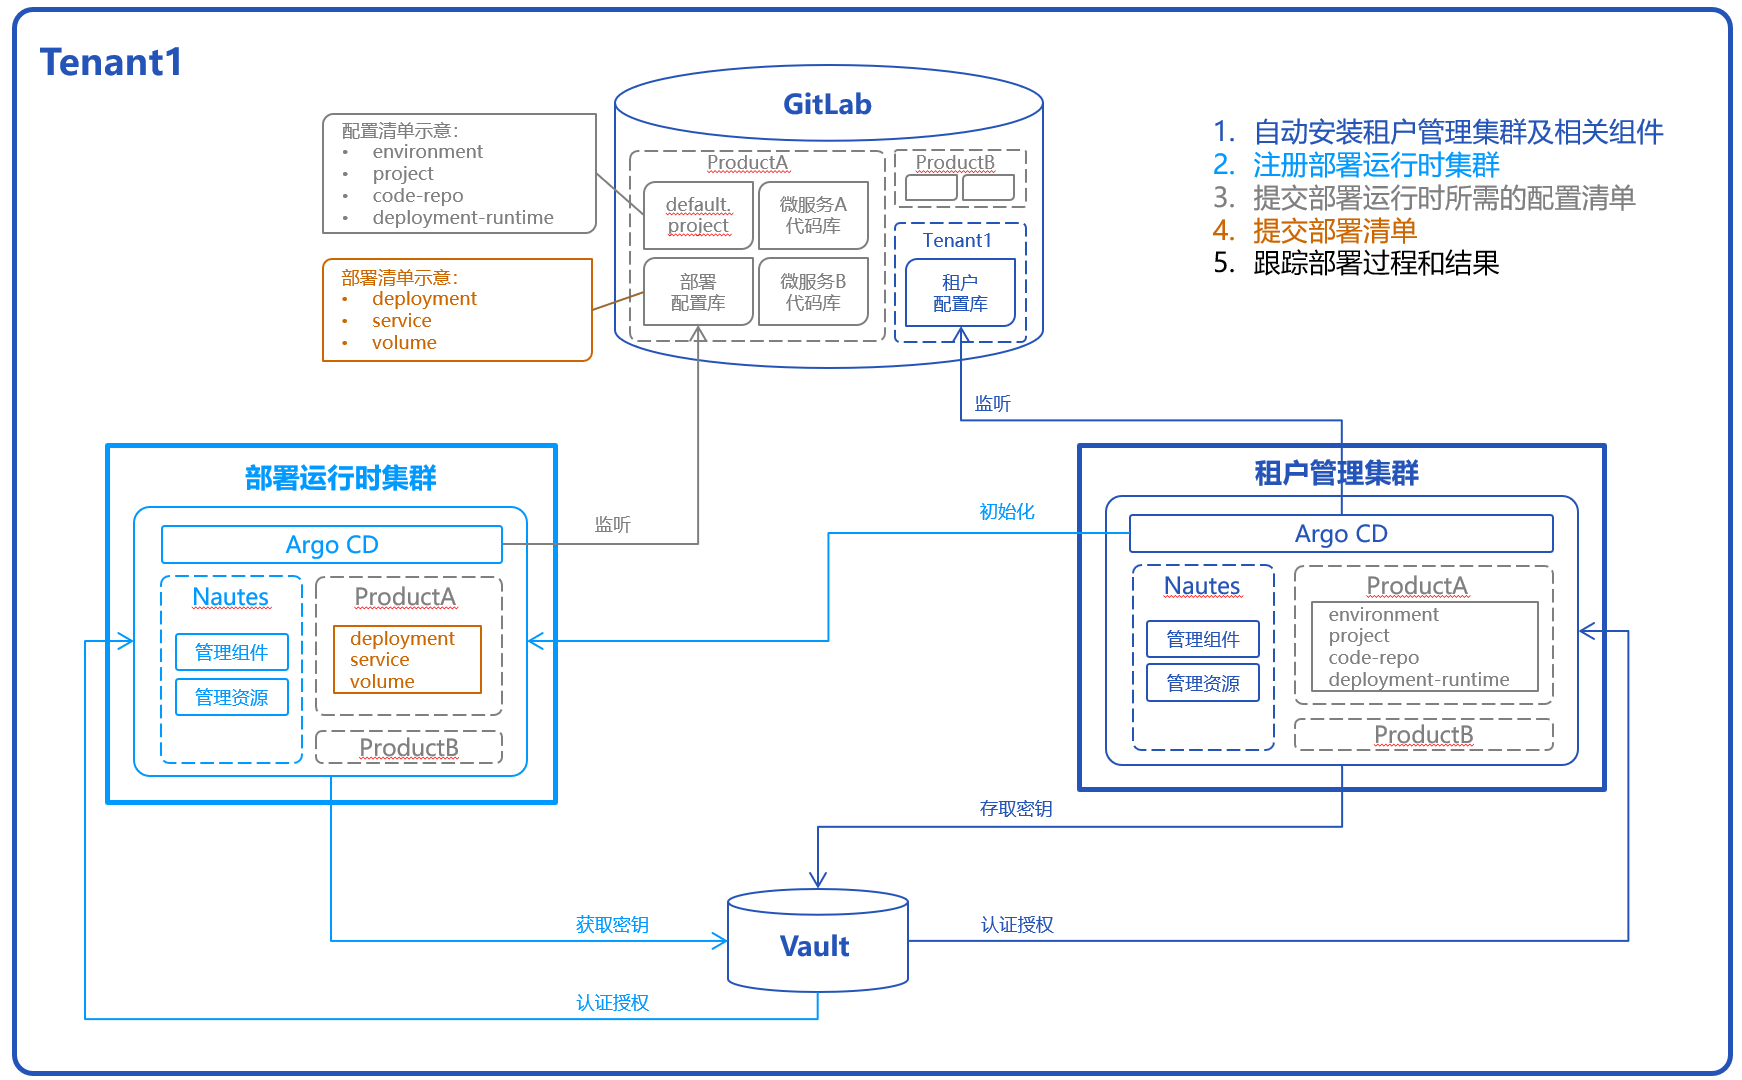 Tenant1
GitLab
配置清单示意：
• environment
• project
• code-repo
• deployment-runtime
部署清单示意：
• deployment
• service
• volume
ProductA
default.
project
微服务A
代码库
部署
配置库
微服务B
代码库
ProductB
Tenant1
租户
配置库
1. 自动安装租户管理集群及相关组件
2. 注册部署运行时集群
3. 提交部署运行时所需的配置清单
4. 提交部署清单
5. 跟踪部署过程和结果
监听
监听
初始化
部署运行时集群
Argo CD
Nautes
管理组件
管理资源
ProductA
deployment
service
volume
ProductB
租户管理集群
Argo CD
Nautes
管理组件
管理资源
ProductA
environment
project
code-repo
deployment-runtime
ProductB
存取密钥
获取密钥
认证授权
Vault
认证授权